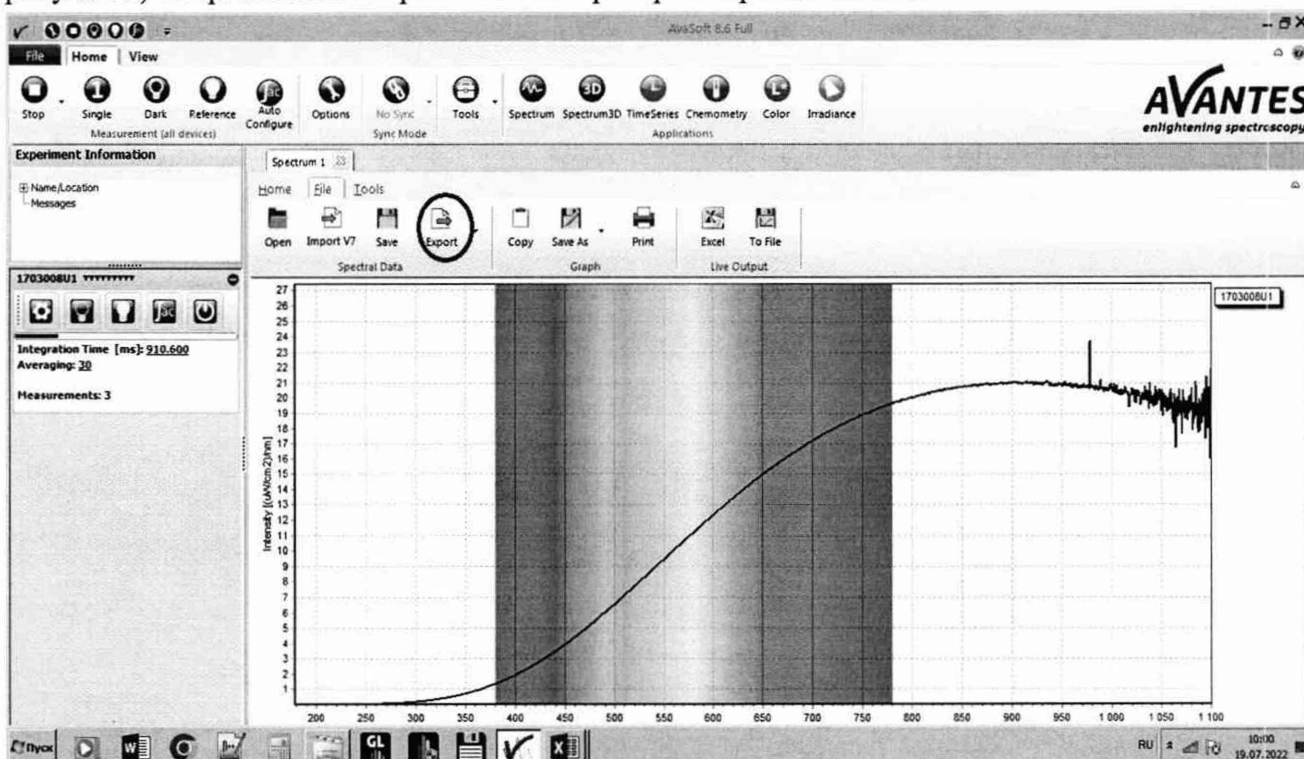 AvaSoft 8.6 Full
File Home View
Stop Single Dark Reference Auto Configure Options No Sync Tools Spectrum Spectrum3D TimeSeries Chemometry Color Irradiance
Measurement (all devices) Sync Mode Applications
AVANTES
enlightening spectroscopy
Experiment Information
Name/Location
Messages
Spectrum 1
Home File Tools
Open Import V7 Save Export Copy Save As Print Excel To File
Spectral Data Graph Live Output
1703008U1
Integration Time [ms]: 910.600
Averaging: 30
Measurements: 3
1703008U1
Intensity [(uW/cm2)/nm]
27
26
25
24
23
22
21
20
19
18
17
16
15
14
13
12
11
10
9
8
7
6
5
4
3
2
1
200 250 300 350 400 450 500 550 600 650 700 750 800 850 900 950 1 000 1 050 1 100
Пуск
GL
RU
10:00
19.07.2022